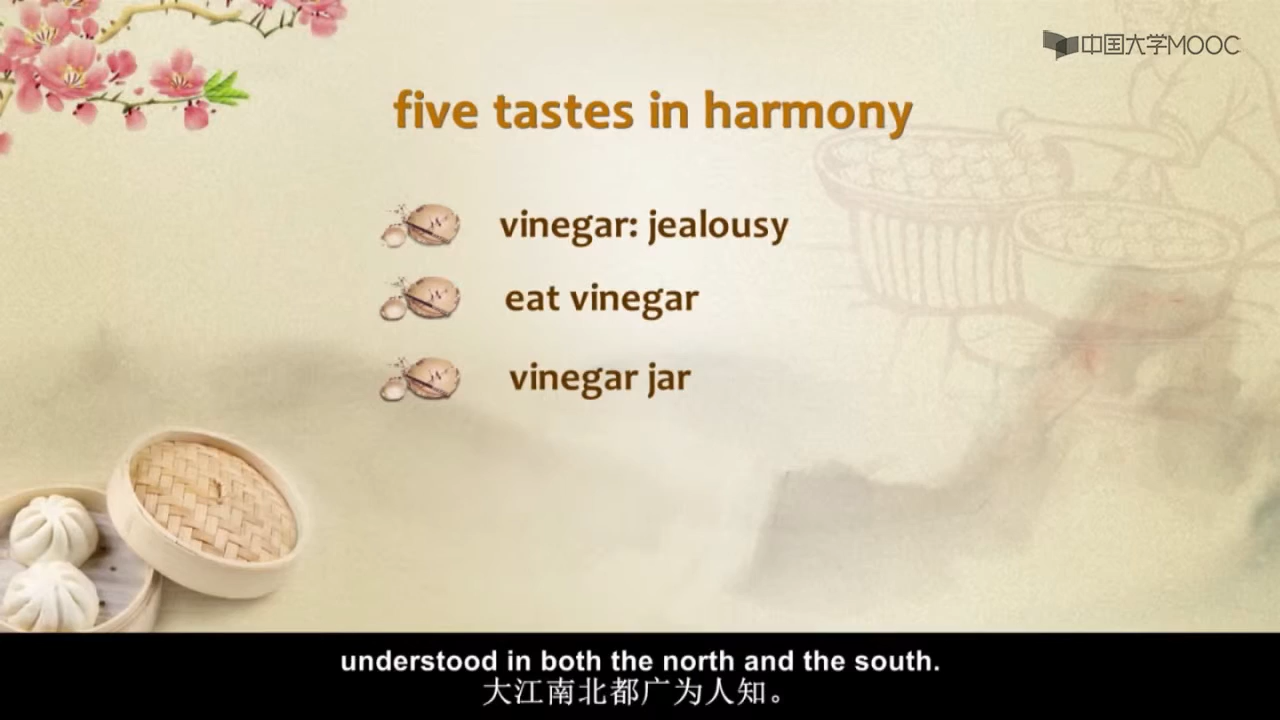 中国大学MOOC
five tastes in harmony
vinegar: jealousy
eat vinegar
vinegar jar
understood in both the north and the south.
大江南北都广为人知。